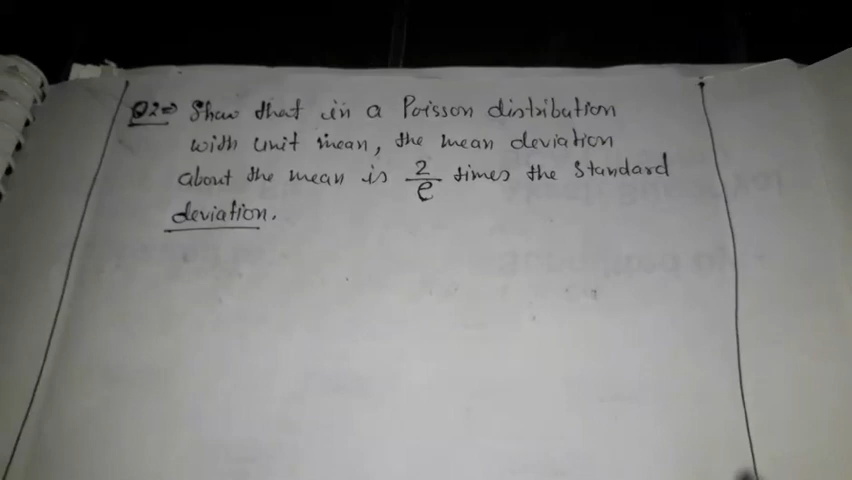 Q2⇒ Show that in a Poisson distribution
with unit mean, the mean deviation
about the mean is 2/e times the standard
deviation.